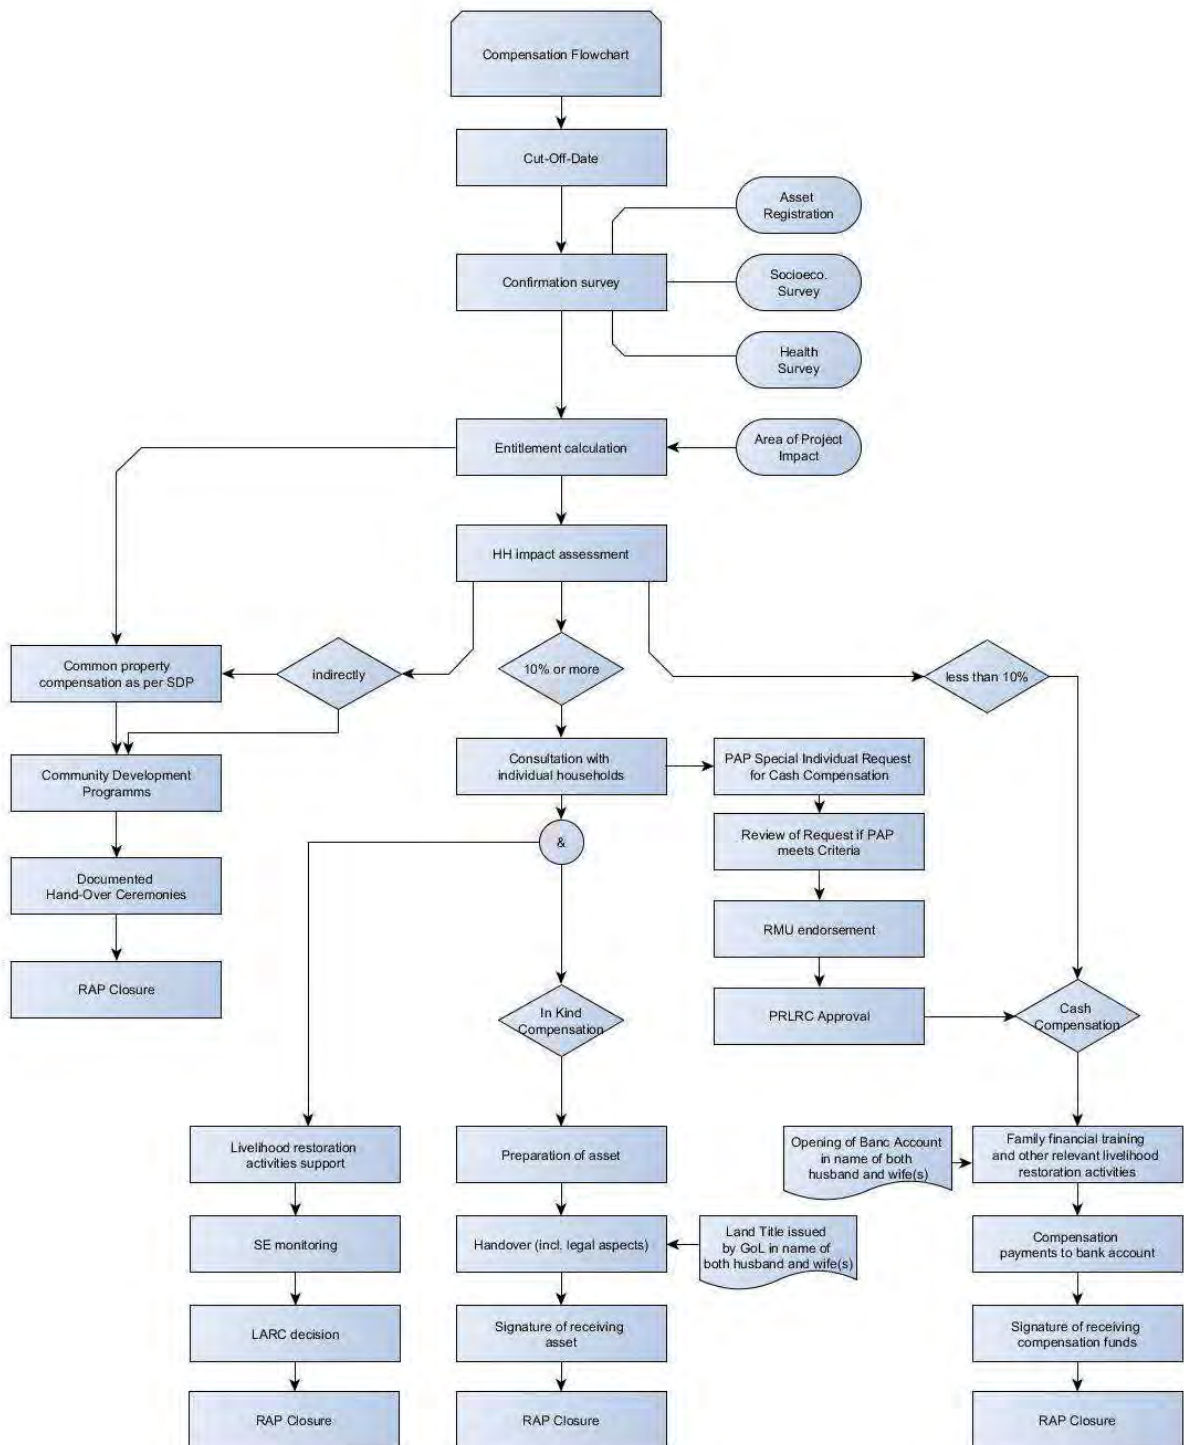 Compensation Flowchart
Cut-Off-Date
Asset
Registration
Confirmation survey
Socioeco.
Survey
Health
Survey
Entitlement calculation
Area of Project
Impact
HH impact assessment
Common property
compensation as per SDP
indirectly
10% or more
less than 10%
Community Development
Programms
Consultation with
individual households
PAP Special Individual Request
for Cash Compensation
&
Review of Request if PAP
meets Criteria
Documented
Hand-Over Ceremonies
RMU endorsement
RAP Closure
In Kind
Compensation
PRLRC Approval
Cash
Compensation
Livelihood restoration
activities support
Preparation of asset
Opening of Banc Account
in name of both
husband and wife(s)
Family financial training
and other relevant livelihood
restoration activities
SE monitoring
Handover (incl. legal aspects)
Land Title issued
by GoL in name of
both husband and wife(s)
Compensation
payments to bank account
LARC decision
Signature of receiving
asset
Signature of receiving
compensation funds
RAP Closure
RAP Closure
RAP Closure